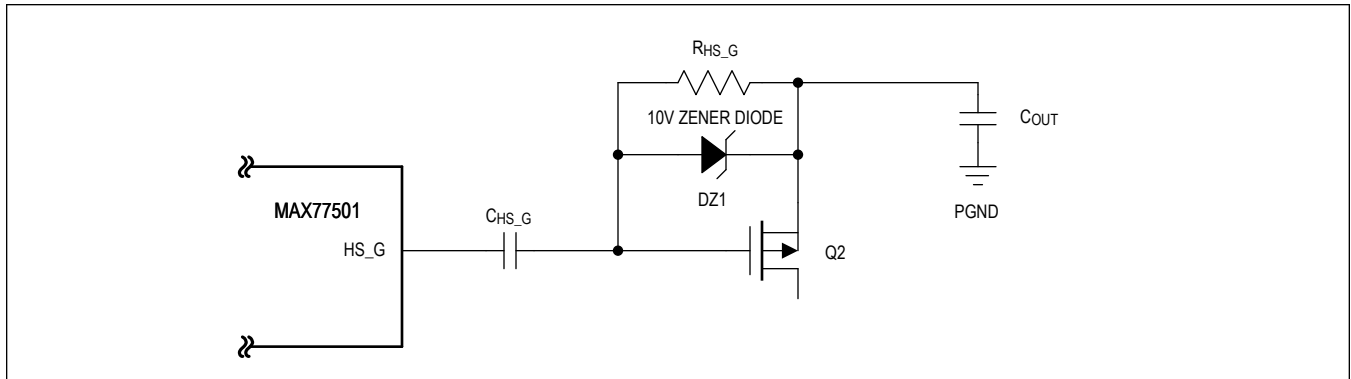 RHS_G
10V ZENER DIODE
COUT
DZ1
PGND
MAX77501
CHS_G
HS_G
Q2